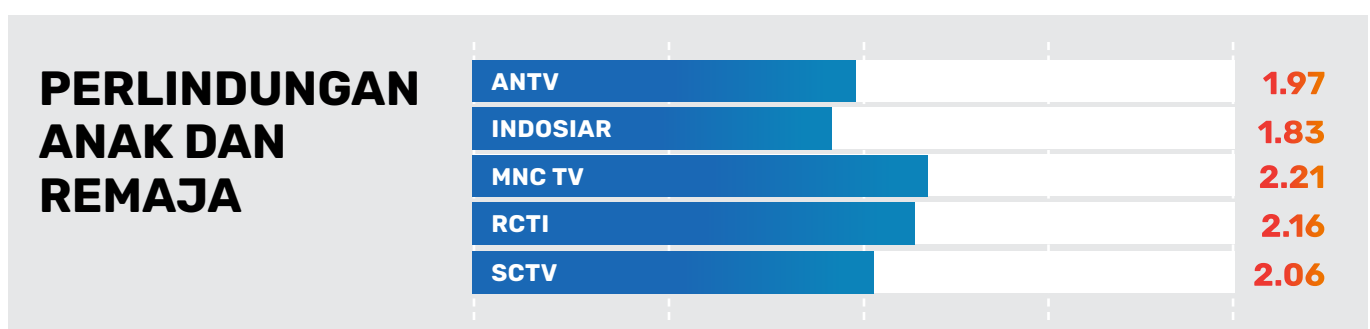 PERLINDUNGAN
ANAK DAN
REMAJA
ANTV 1.97
INDOSIAR 1.83
MNC TV 2.21
RCTI 2.16
SCTV 2.06